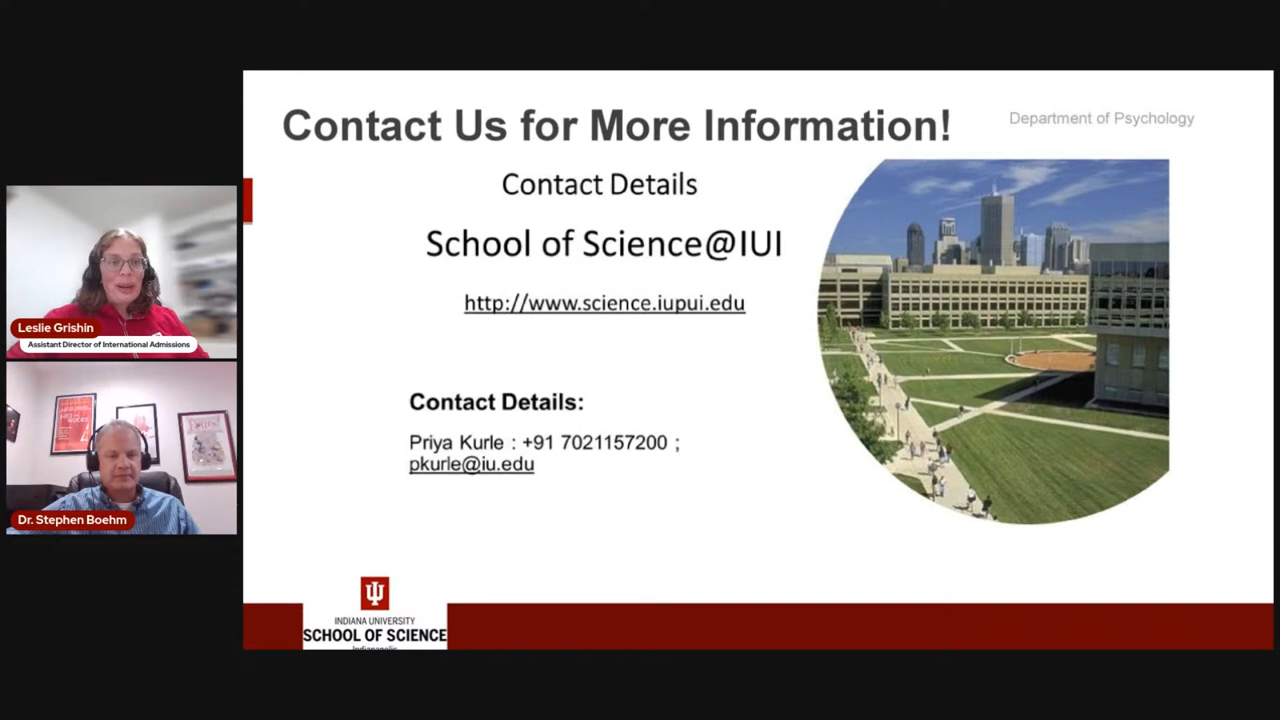 Contact Us for More Information!
Department of Psychology
Contact Details
School of Science@IUI
http://www.science.iupui.edu
Contact Details:
Priya Kurle : +91 7021157200 ;
pkurle@iu.edu
Leslie Grishin
Assistant Director of International Admissions
Dr. Stephen Boehm
INDIANA UNIVERSITY
SCHOOL OF SCIENCE
Indianapolis